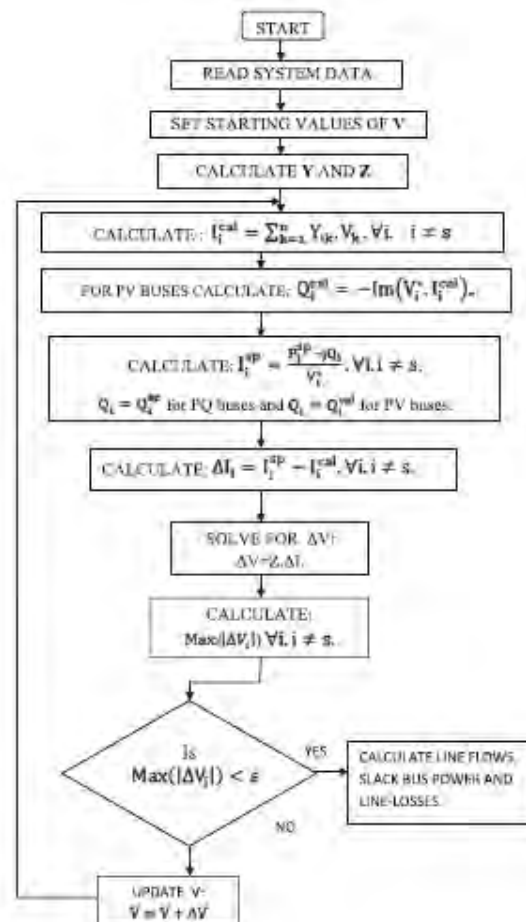 START
READ SYSTEM DATA
SET STARTING VALUES OF V
CALCULATE Y AND Z
CALCULATE: I_i^cal = ∑_{k=1}^n Y_ik, V_k, ∀i. i ≠ s
FOR PV BUSES CALCULATE: Q_i^cal = −Im(V_i^*, I_i^cal).
CALCULATE: I_i^sp = (P_i^sp −jQ_i)/V_i^*, ∀i. i ≠ s.
Q_i = Q_i^sp for PQ buses and Q_i = Q_i^cal for PV buses.
CALCULATE: ΔI_i = I_i^sp − I_i^cal, ∀i. i ≠ s.
SOLVE FOR ΔV:
ΔV=Z.ΔI.
CALCULATE:
Max(|ΔV_i|) ∀i. i ≠ s.
Is
Max(|ΔV_i|) < ε
YES
CALCULATE LINE FLOWS,
SLACK BUS POWER AND
LINE-LOSSES.
NO
UPDATE V:
V = V + ΔV